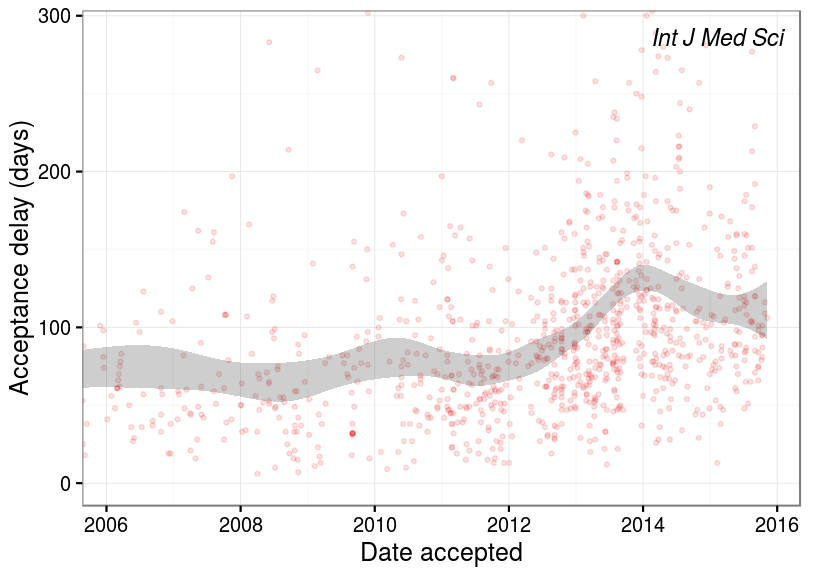 300
Int J Med Sci
200
100
0
Acceptance delay (days)
2006 2008 2010 2012 2014 2016
Date accepted